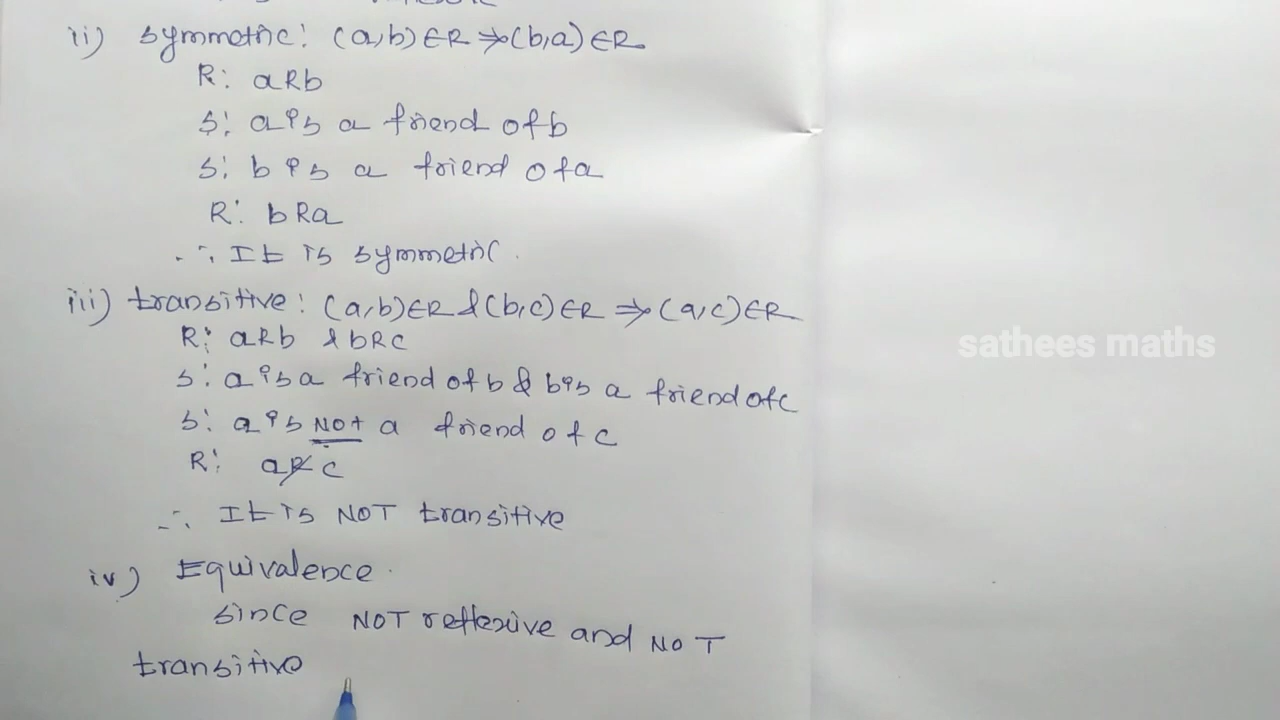 ii) symmetric: (a,b)∈R ⇒(b,a)∈R
R: aRb
S: a is a friend of b
S: b is a friend of a
R: bRa
∴ It is symmetric.
iii) transitive: (a,b)∈R & (b,c)∈R ⇒ (a,c)∈R
R: aRb & bRc
sathees maths
S: a is a friend of b & b is a friend of c
S: a is NOT a friend of c
R: aR̸c
∴ It is NOT transitive
iv) Equivalence.
since NOT reflexive and NOT
transitive